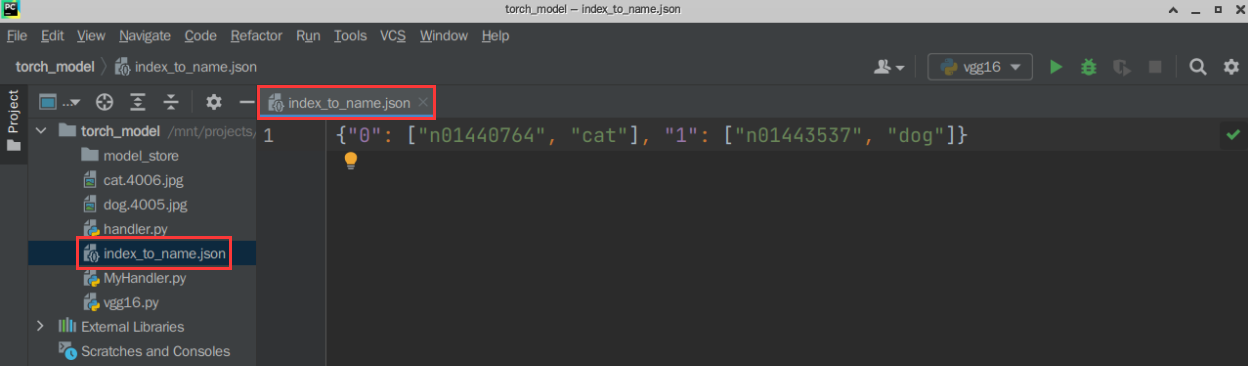 PC
torch_model – index_to_name.json
File Edit View Navigate Code Refactor Run Tools VCS Window Help
torch_model index_to_name.json
vgg16
Project
...
index_to_name.json
torch_model /mnt/projects/
1 {"0": ["n01440764", "cat"], "1": ["n01443537", "dog"]}
model_store
cat.4006.jpg
dog.4005.jpg
handler.py
index_to_name.json
MyHandler.py
vgg16.py
External Libraries
Scratches and Consoles